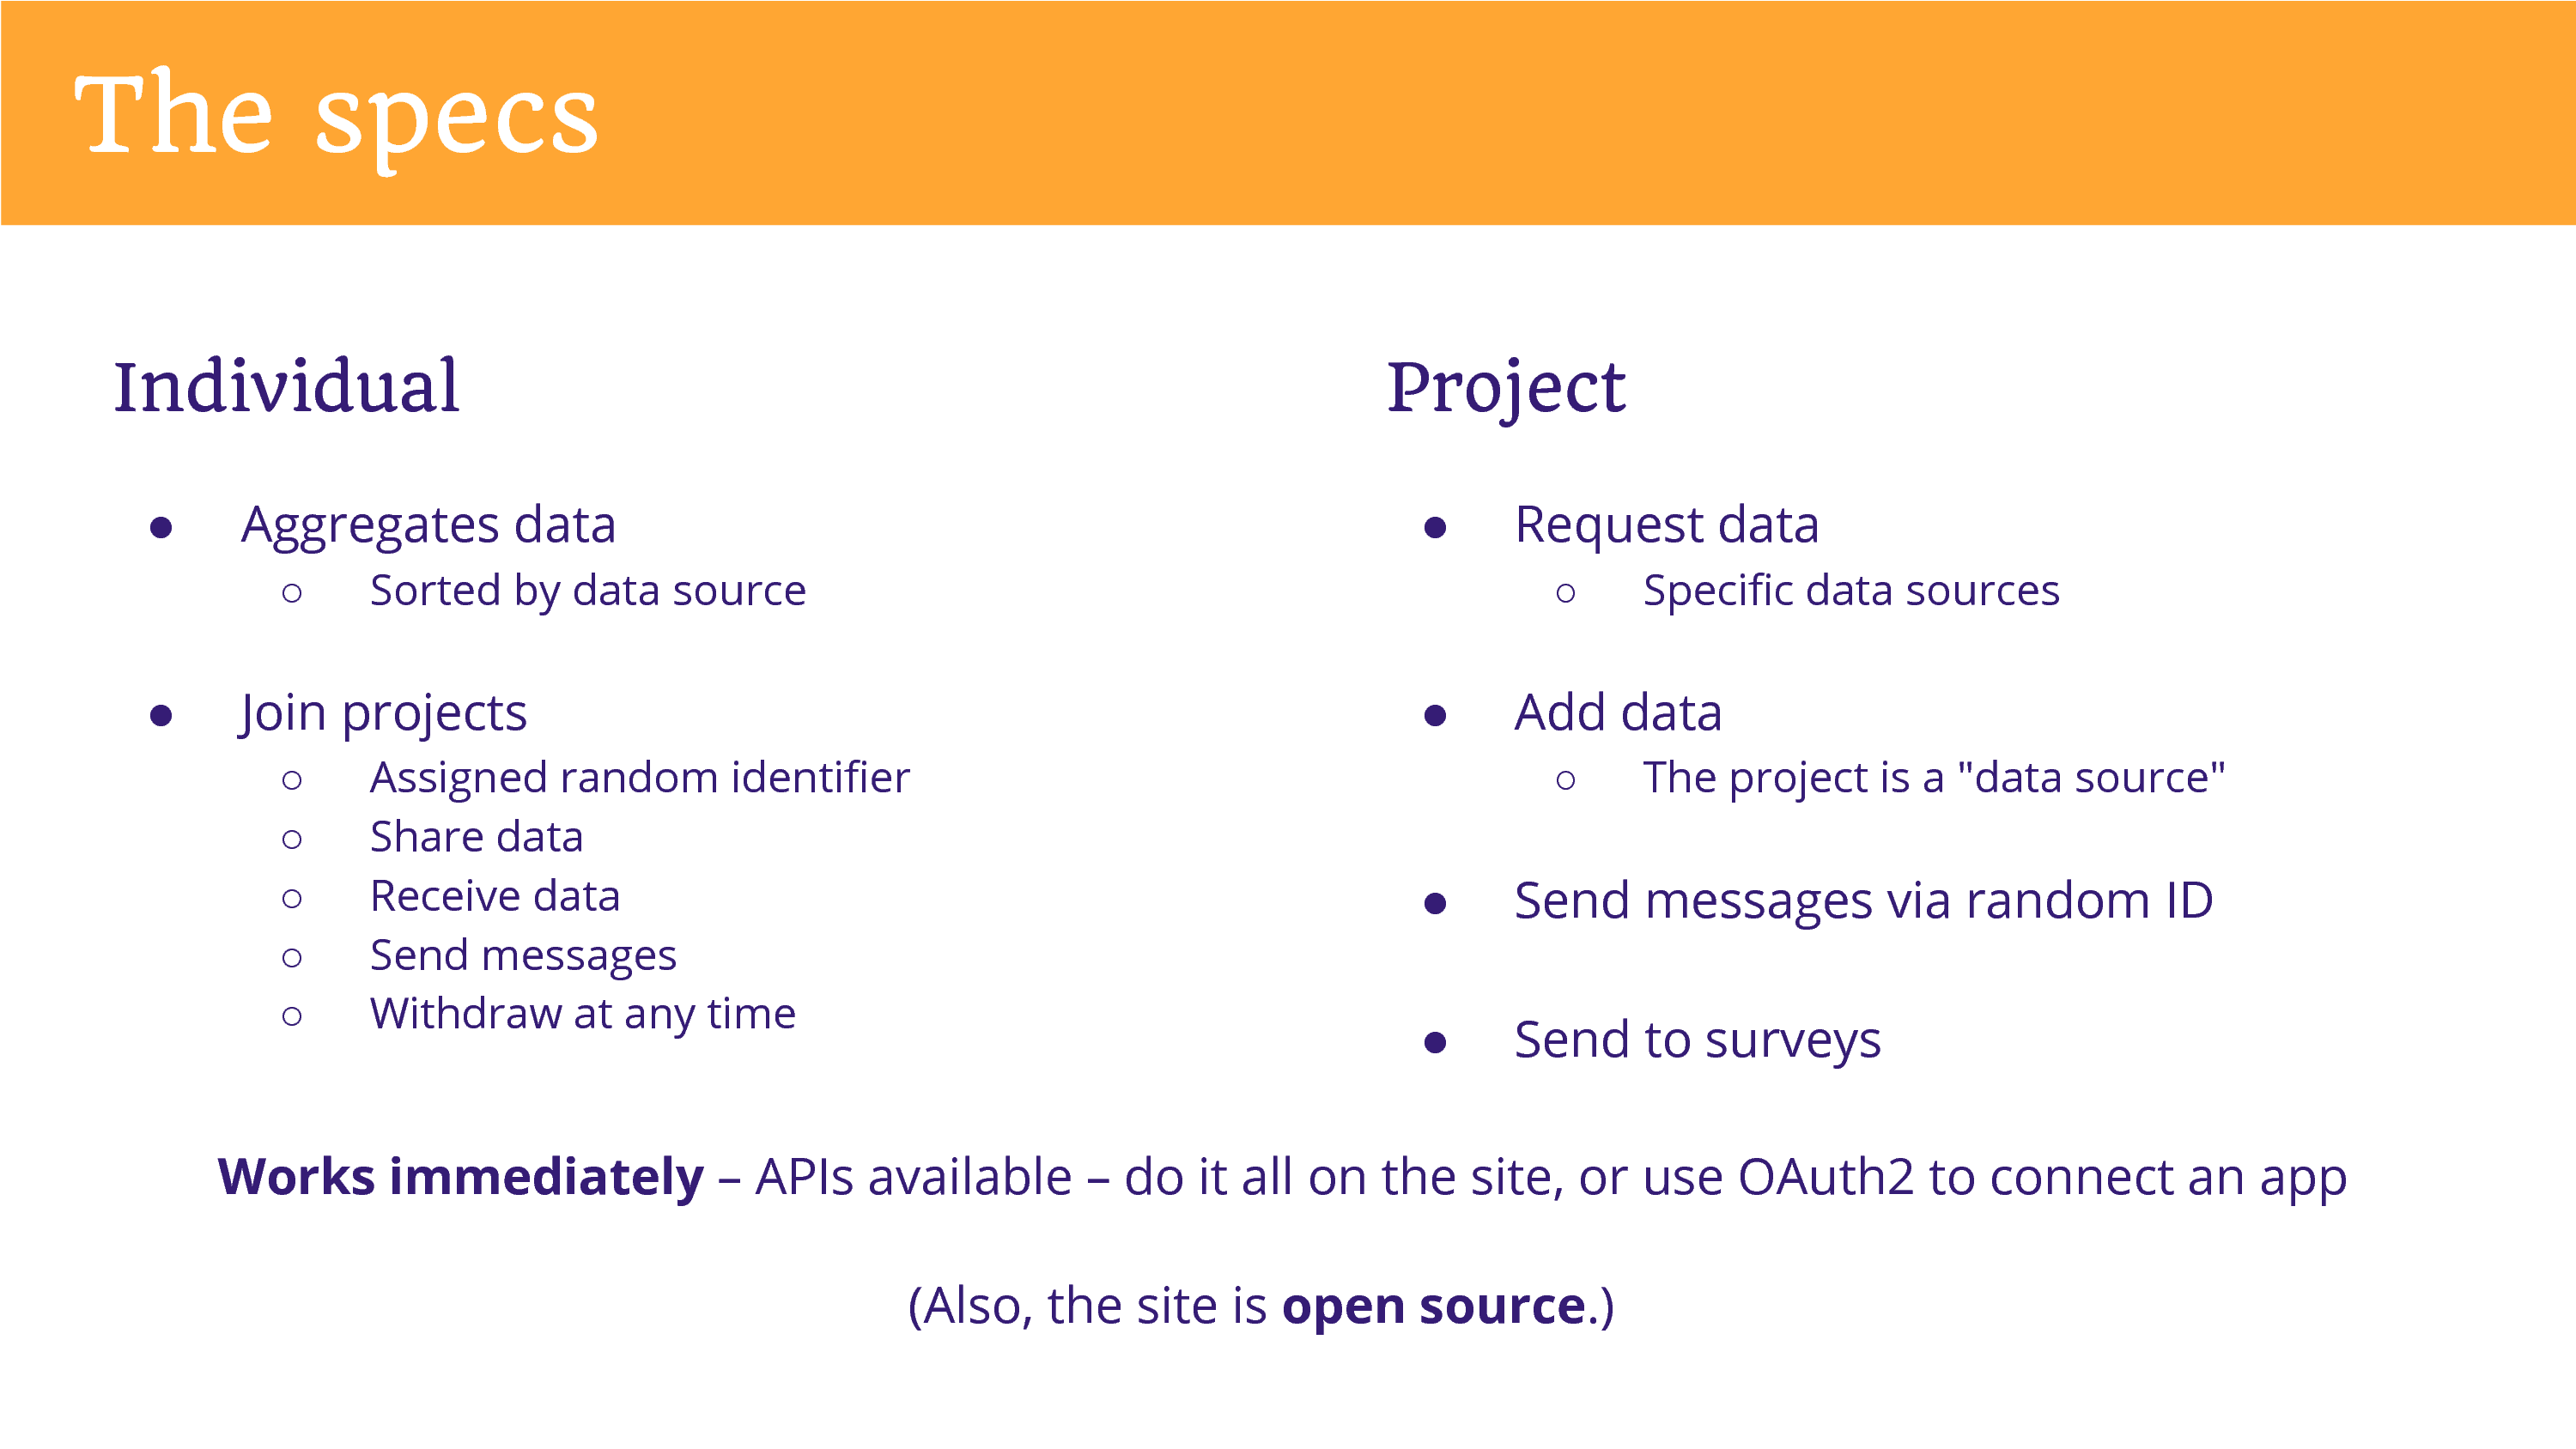 The specs
Individual
● Aggregates data
○ Sorted by data source
● Join projects
○ Assigned random identifier
○ Share data
○ Receive data
○ Send messages
○ Withdraw at any time
Project
● Request data
○ Specific data sources
● Add data
○ The project is a "data source"
● Send messages via random ID
● Send to surveys
Works immediately – APIs available – do it all on the site, or use OAuth2 to connect an app
(Also, the site is open source.)